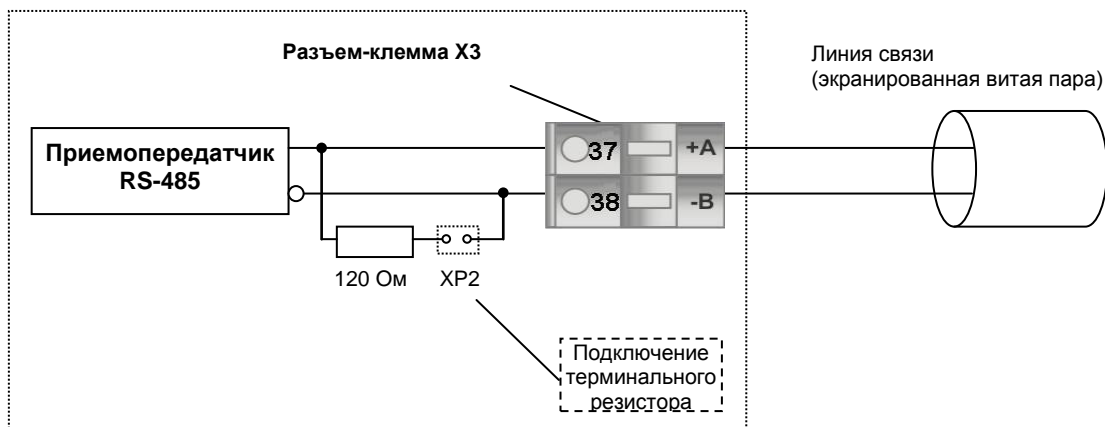 Разъем-клемма X3
Линия связи
(экранированная витая пара)
Приемопередатчик
RS-485
37 +A
38 -B
120 Ом XP2
Подключение
терминального
резистора